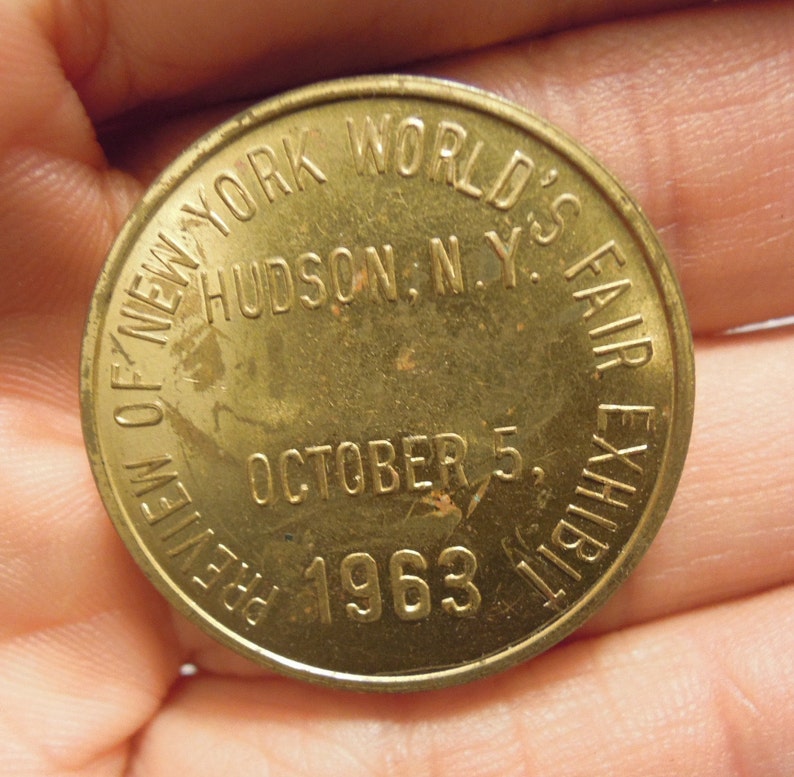 PREVIEW OF NEW YORK WORLD'S FAIR EXHIBIT
HUDSON, N.Y.
OCTOBER 5,
1963